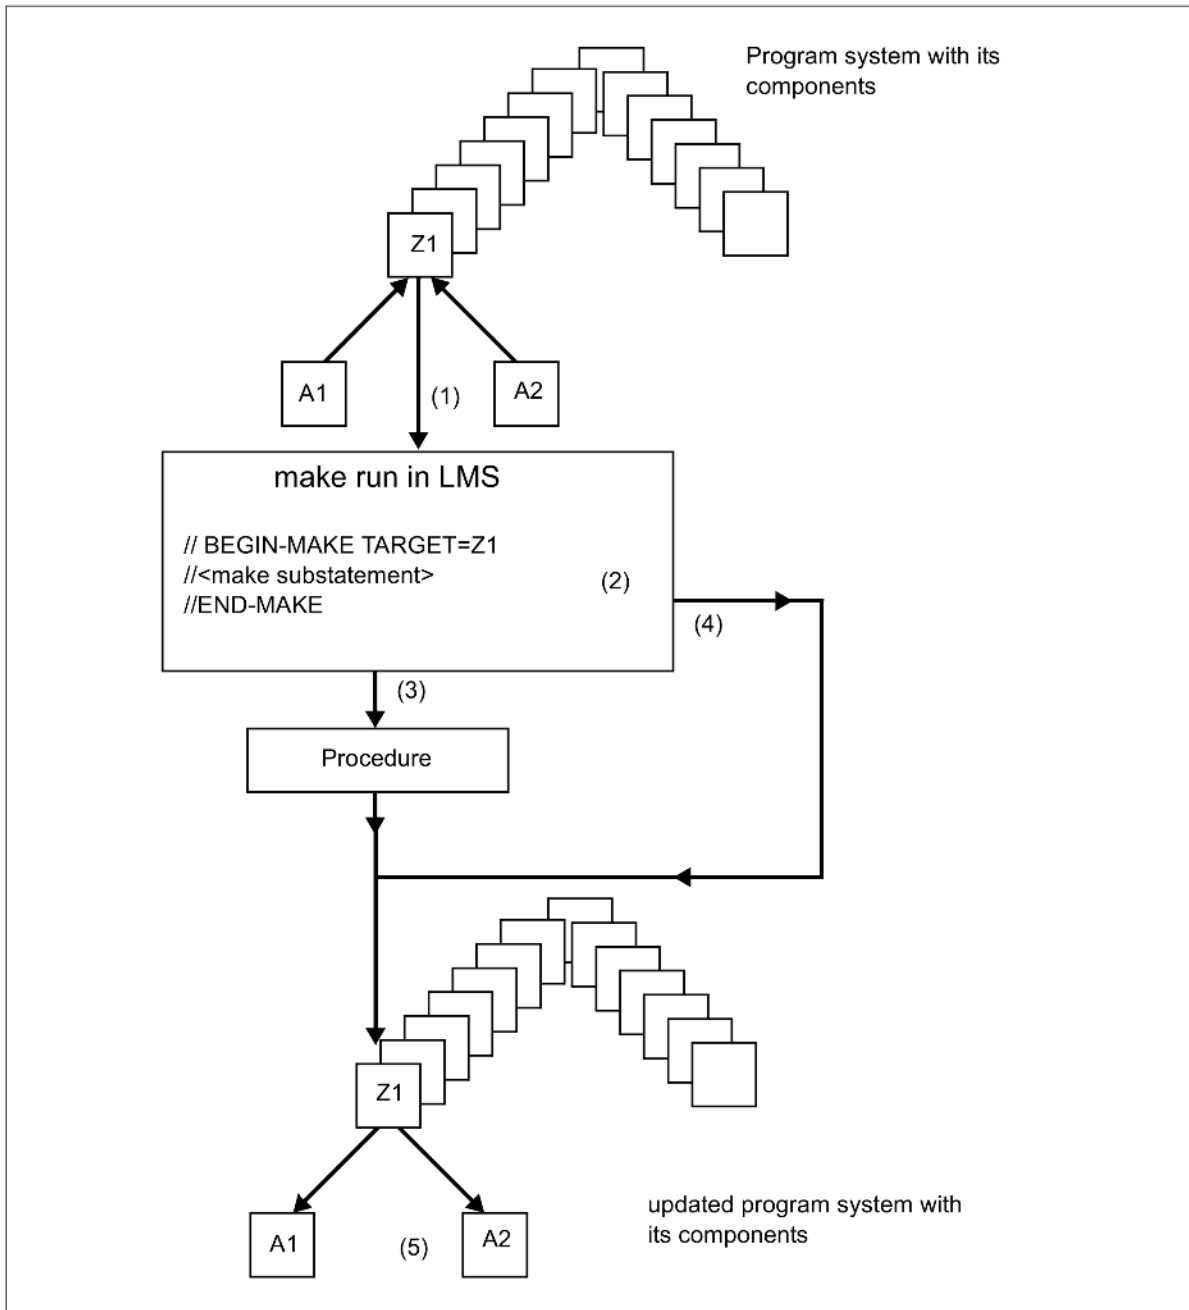 Program system with its
components
Z1
A1
(1)
A2
make run in LMS
// BEGIN-MAKE TARGET=Z1
//<make substatement>
//END-MAKE
(2)
(4)
(3)
Procedure
Z1
A1
(5)
A2
updated program system with
its components